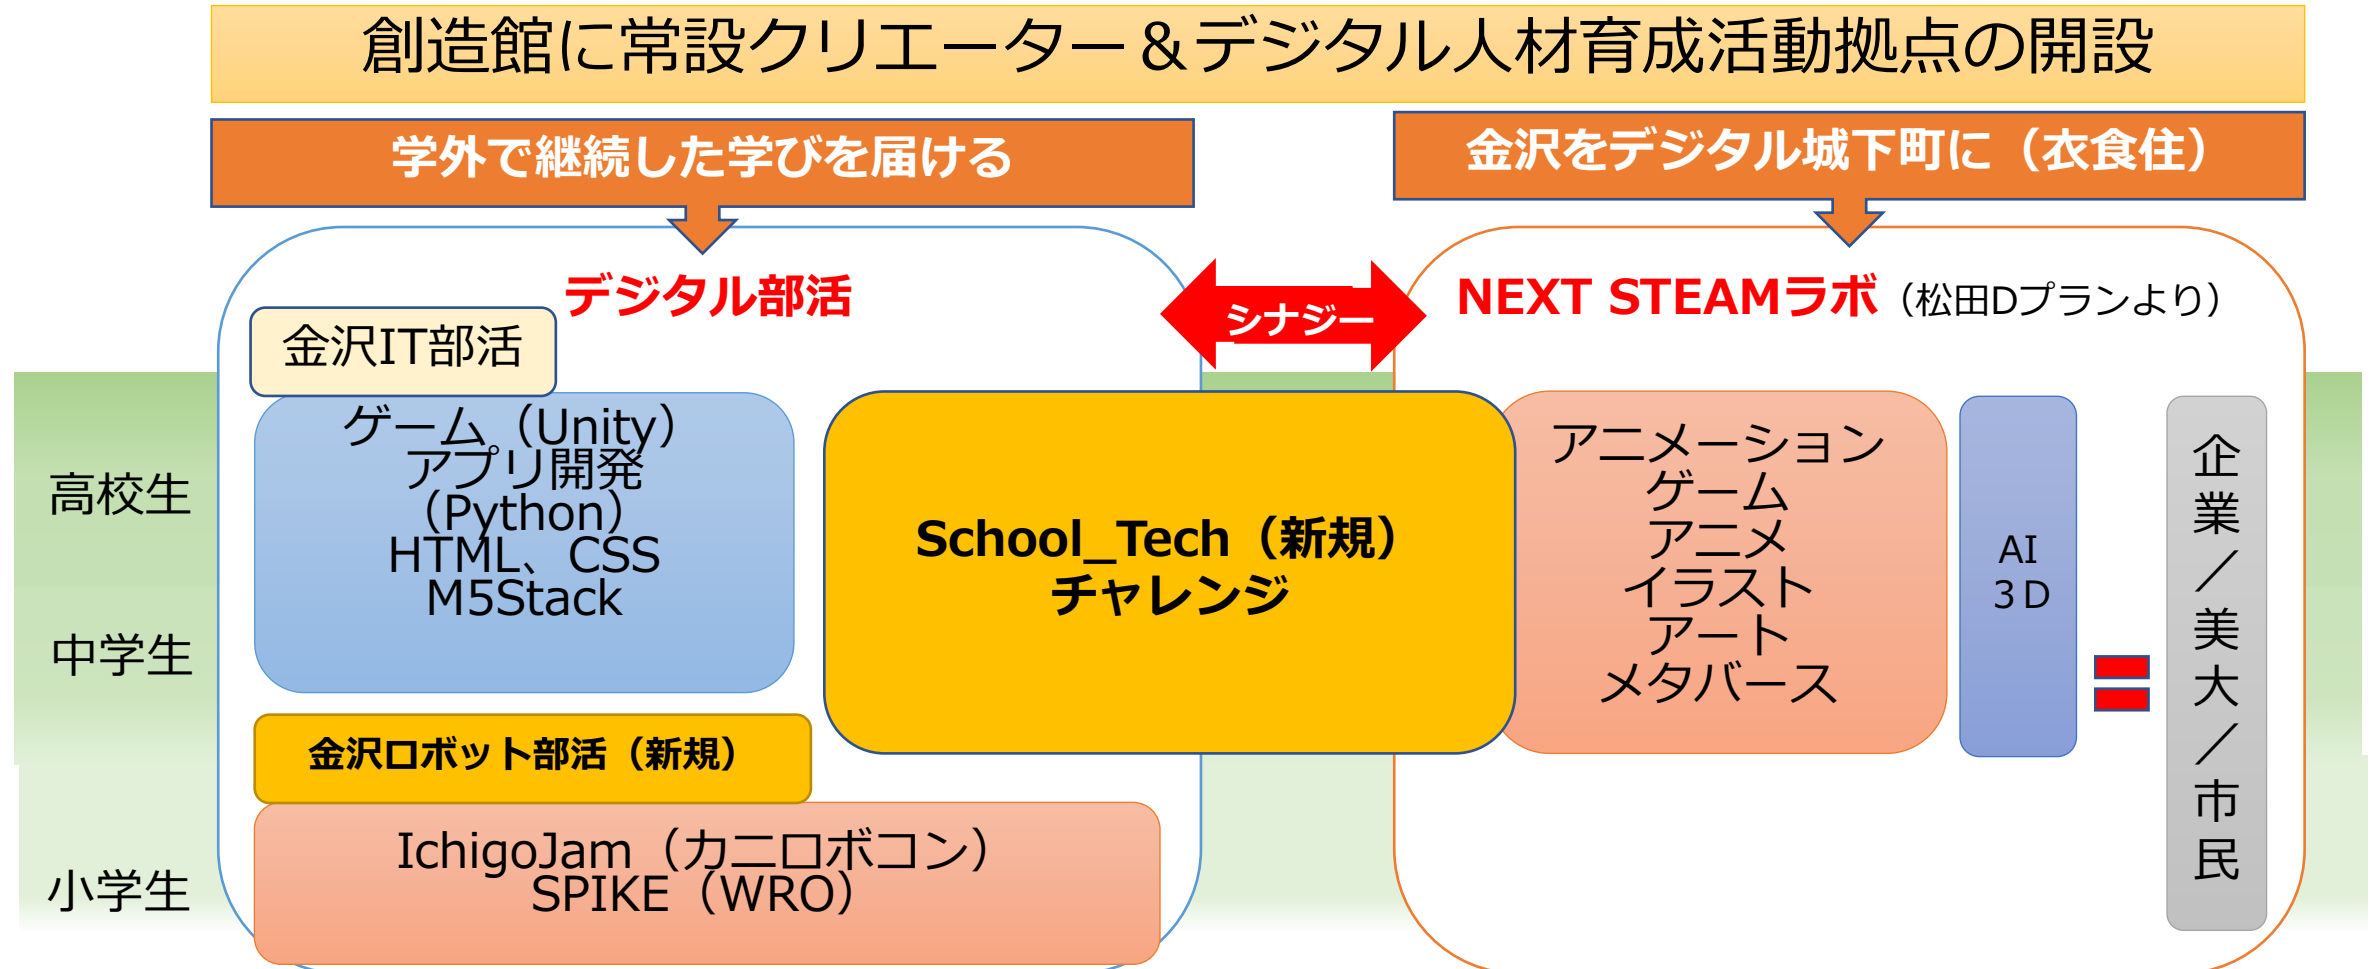 創造館に常設クリエーター＆デジタル人材育成活動拠点の開設
学外で継続した学びを届ける
金沢をデジタル城下町に（衣食住）
デジタル部活
シナジー
NEXT STEAMラボ（松田Dプランより）
金沢IT部活
ゲーム（Unity）
アプリ開発
（Python）
HTML、CSS
M5Stack
School_Tech（新規）
チャレンジ
アニメーション
ゲーム
アニメ
イラスト
アート
メタバース
AI
３D
企業／美大／市民
高校生
中学生
小学生
金沢ロボット部活（新規）
IchigoJam（カニロボコン）
SPIKE（WRO）